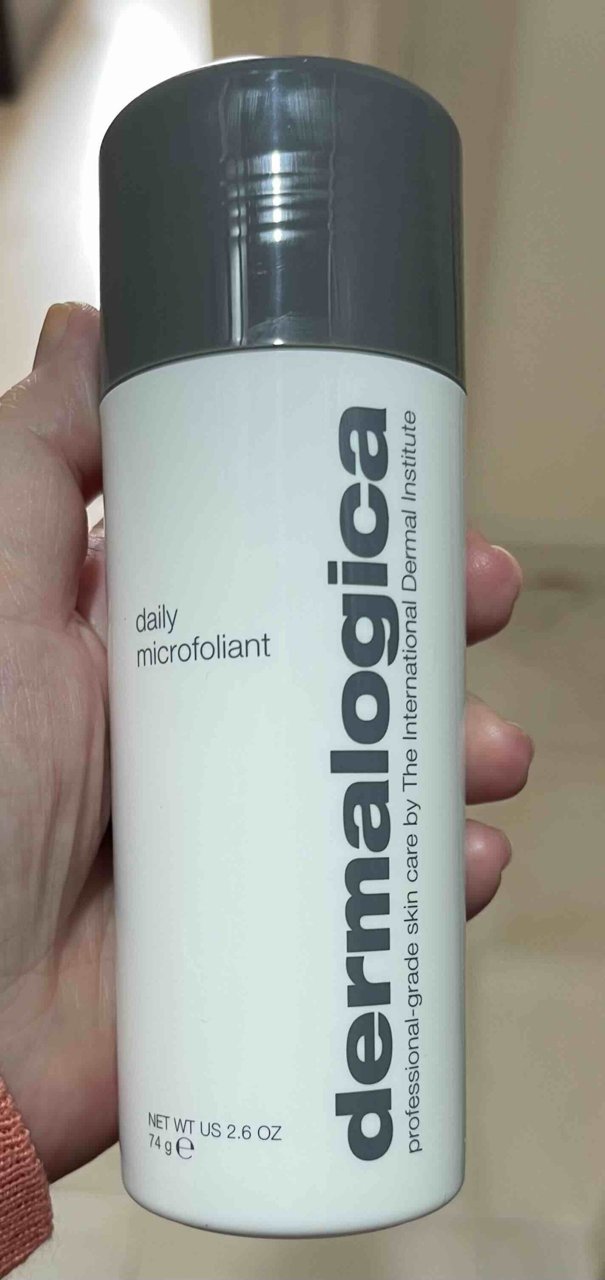 daily
microfoliant
dermalogica
professional-grade skin care by The International Dermal Institute
NET WT US 2.6 OZ
74 g ℮